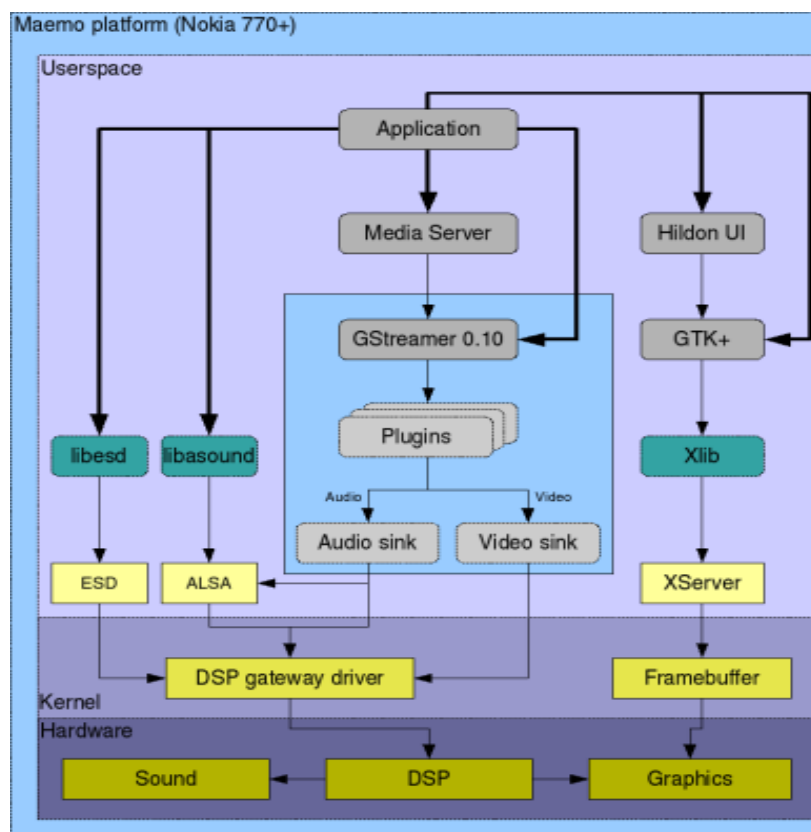 Maemo platform (Nokia 770+)
Userspace
Application
Media Server
Hildon UI
GStreamer 0.10
GTK+
Plugins
libesd
libasound
Xlib
Audio
Video
Audio sink
Video sink
ESD
ALSA
XServer
DSP gateway driver
Framebuffer
Kernel
Hardware
Sound
DSP
Graphics